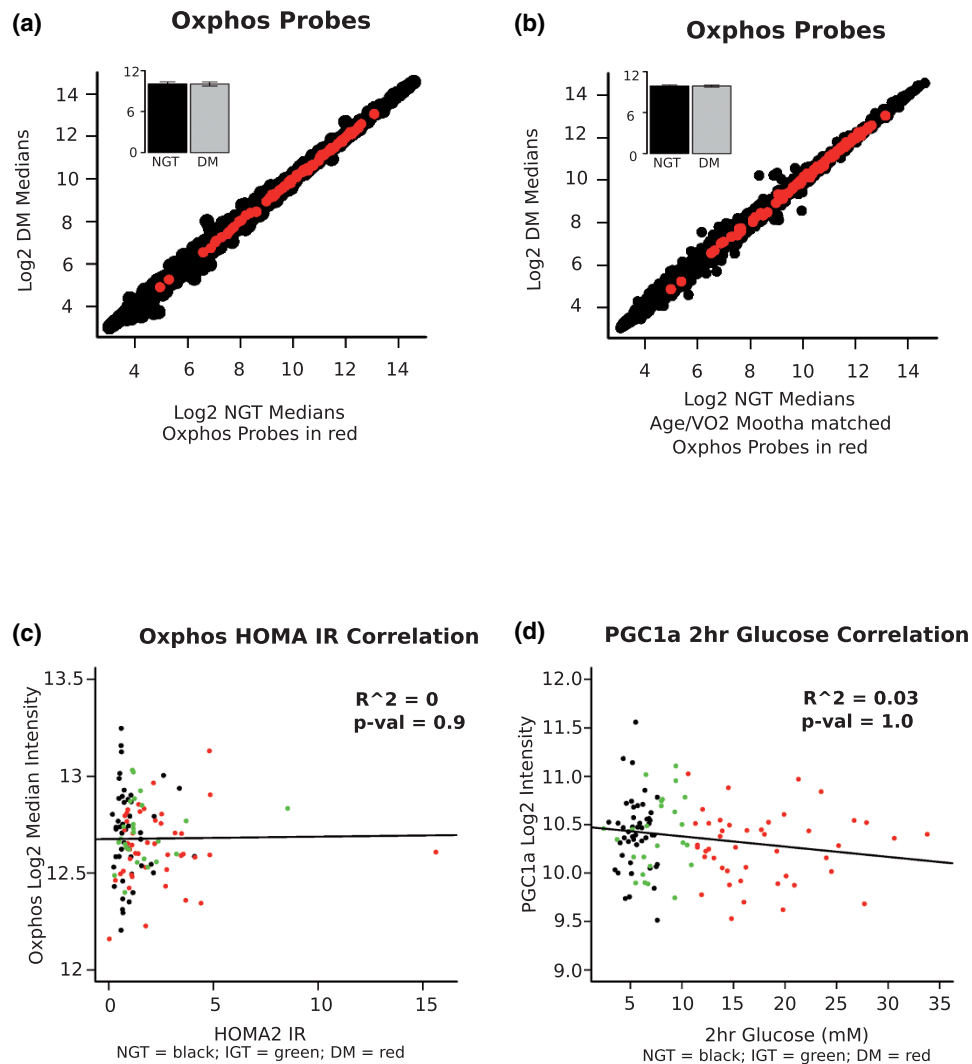 (a)
Oxphos Probes
12
6
0
NGT DM
Log2 DM Medians
14
12
10
8
6
4
4 6 8 10 12 14
Log2 NGT Medians
Oxphos Probes in red
(b)
Oxphos Probes
12
6
0
NGT DM
Log2 DM Medians
14
12
10
8
6
4
4 6 8 10 12 14
Log2 NGT Medians
Age/VO2 Mootha matched
Oxphos Probes in red
(c)
Oxphos HOMA IR Correlation
R^2 = 0
p-val = 0.9
Oxphos Log2 Median Intensity
13.5
13
12.5
12
0 5 10 15
HOMA2 IR
NGT = black; IGT = green; DM = red
(d)
PGC1a 2hr Glucose Correlation
R^2 = 0.03
p-val = 1.0
PGC1a Log2 Intensity
12.0
11.5
11.0
10.5
10.0
9.5
9.0
5 10 15 20 25 30 35
2hr Glucose (mM)
NGT = black; IGT = green; DM = red